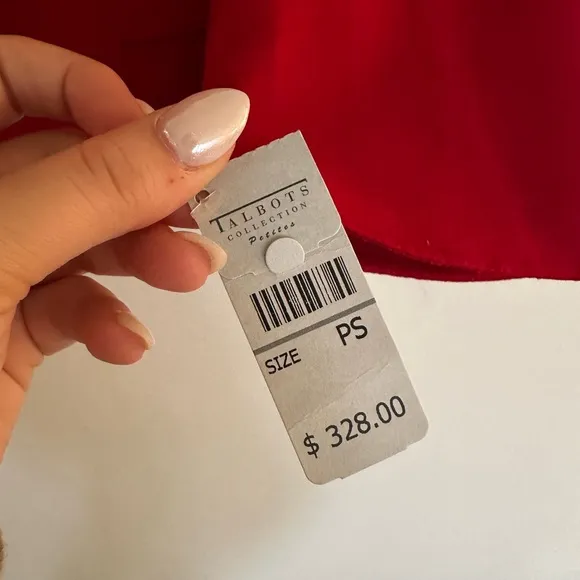 TALBOTS
COLLECTION
Petites
SIZE PS
$ 328.00